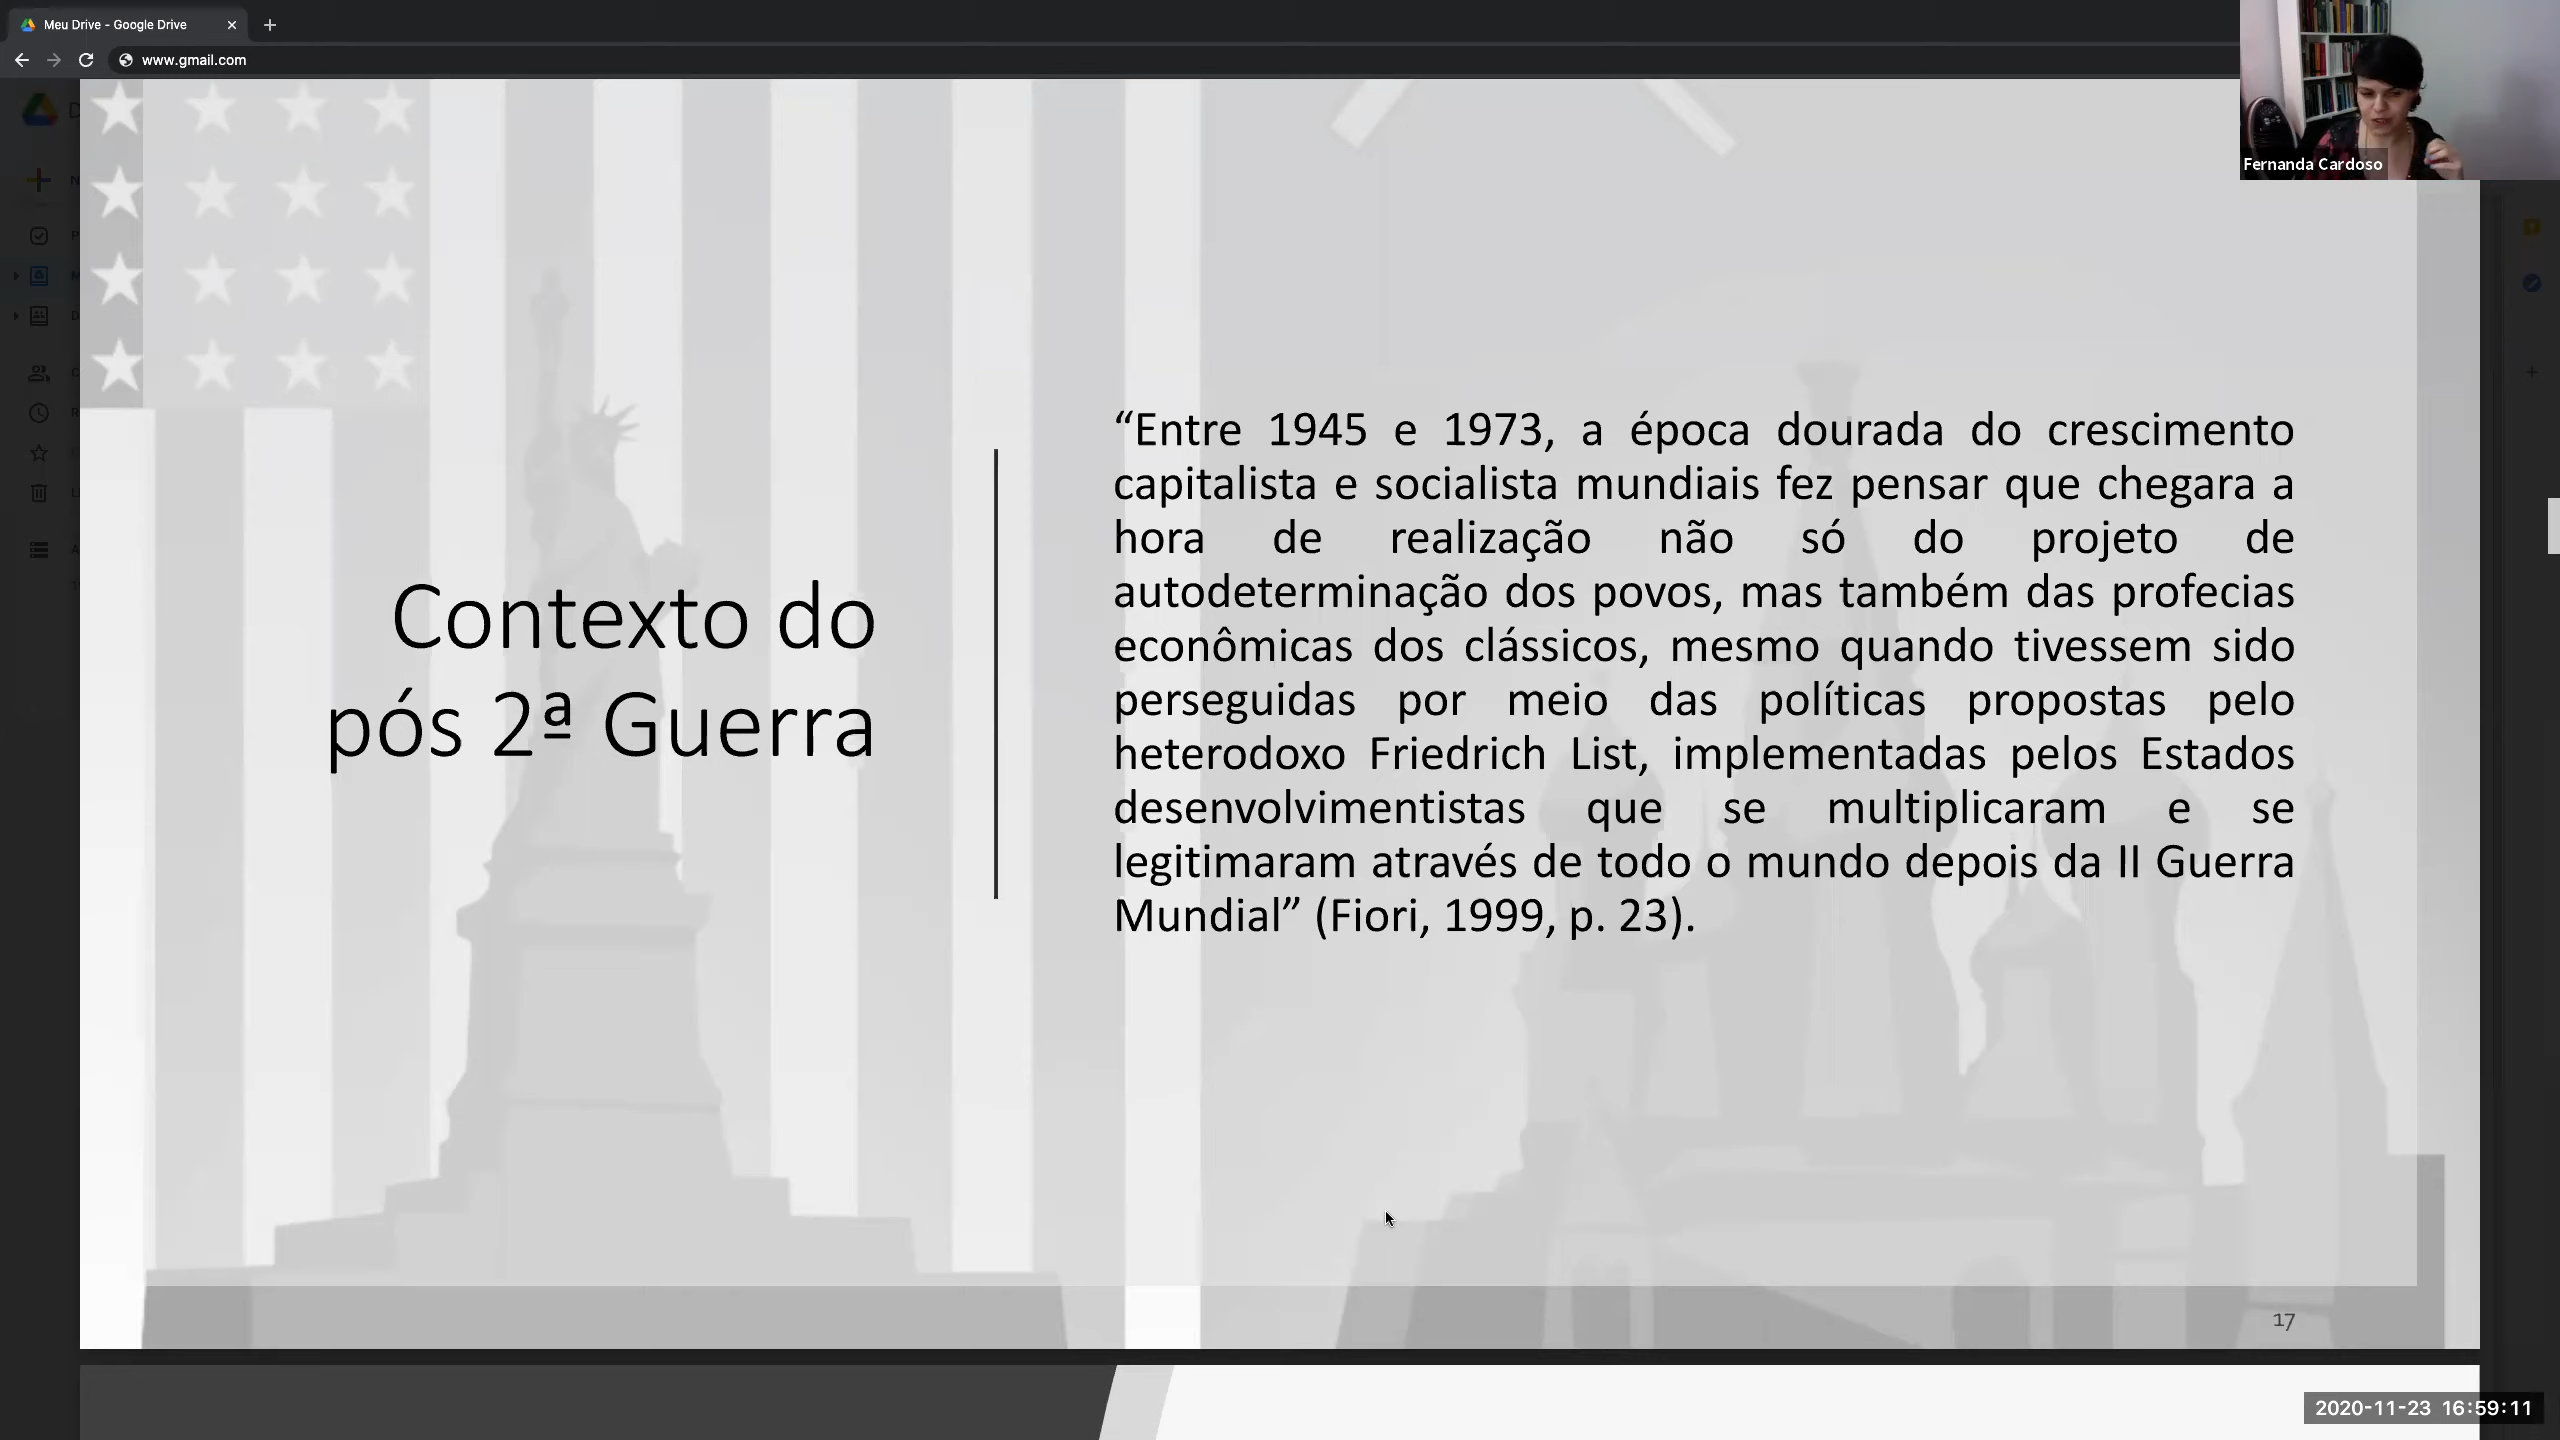 Meu Drive - Google Drive
www.gmail.com
Fernanda Cardoso
Contexto do
pós 2ª Guerra
“Entre 1945 e 1973, a época dourada do crescimento
capitalista e socialista mundiais fez pensar que chegara a
hora de realização não só do projeto de
autodeterminação dos povos, mas também das profecias
econômicas dos clássicos, mesmo quando tivessem sido
perseguidas por meio das políticas propostas pelo
heterodoxo Friedrich List, implementadas pelos Estados
desenvolvimentistas que se multiplicaram e se
legitimaram através de todo o mundo depois da II Guerra
Mundial” (Fiori, 1999, p. 23).
17
2020-11-23 16:59:11